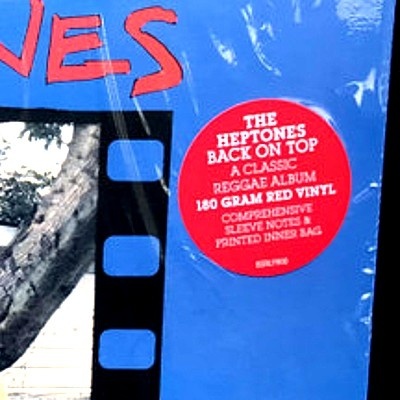 NES
THE
HEPTONES
BACK ON TOP
A CLASSIC
REGGAE ALBUM
180 GRAM RED VINYL
COMPREHENSIVE
SLEEVE NOTES &
PRINTED INNER BAG